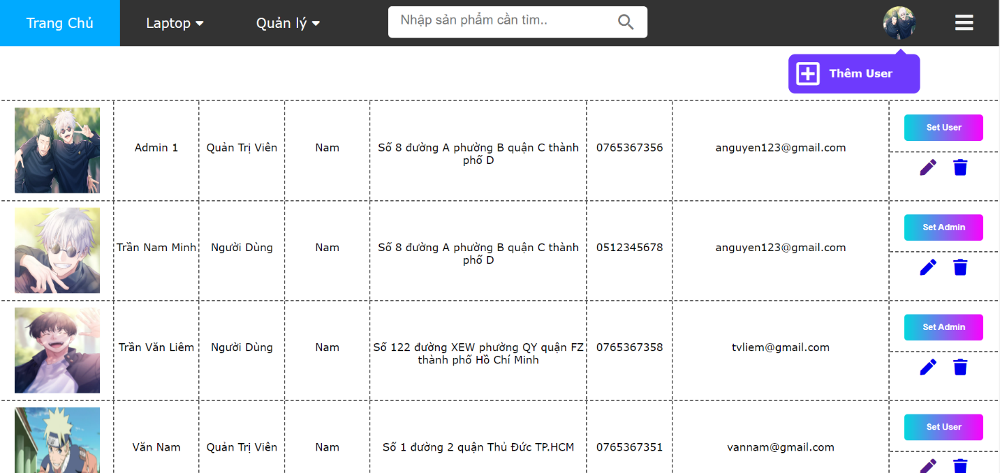 Trang Chủ Laptop Quản lý Nhập sản phẩm cần tìm..
Thêm User
Set User
Admin 1 Quản Trị Viên Nam Số 8 đường A phường B quận C thành 0765367356 anguyen123@gmail.com
phố D
Set Admin
Trần Nam Minh Người Dùng Nam Số 8 đường A phường B quận C thành 0512345678 anguyen123@gmail.com
phố D
Set Admin
Trần Văn Liêm Người Dùng Nam Số 122 đường XEW phường QY quận FZ 0765367358 tvliem@gmail.com
thành phố Hồ Chí Minh
Set User
Văn Nam Quản Trị Viên Nam Số 1 đường 2 quận Thủ Đức TP.HCM 0765367351 vannam@gmail.com